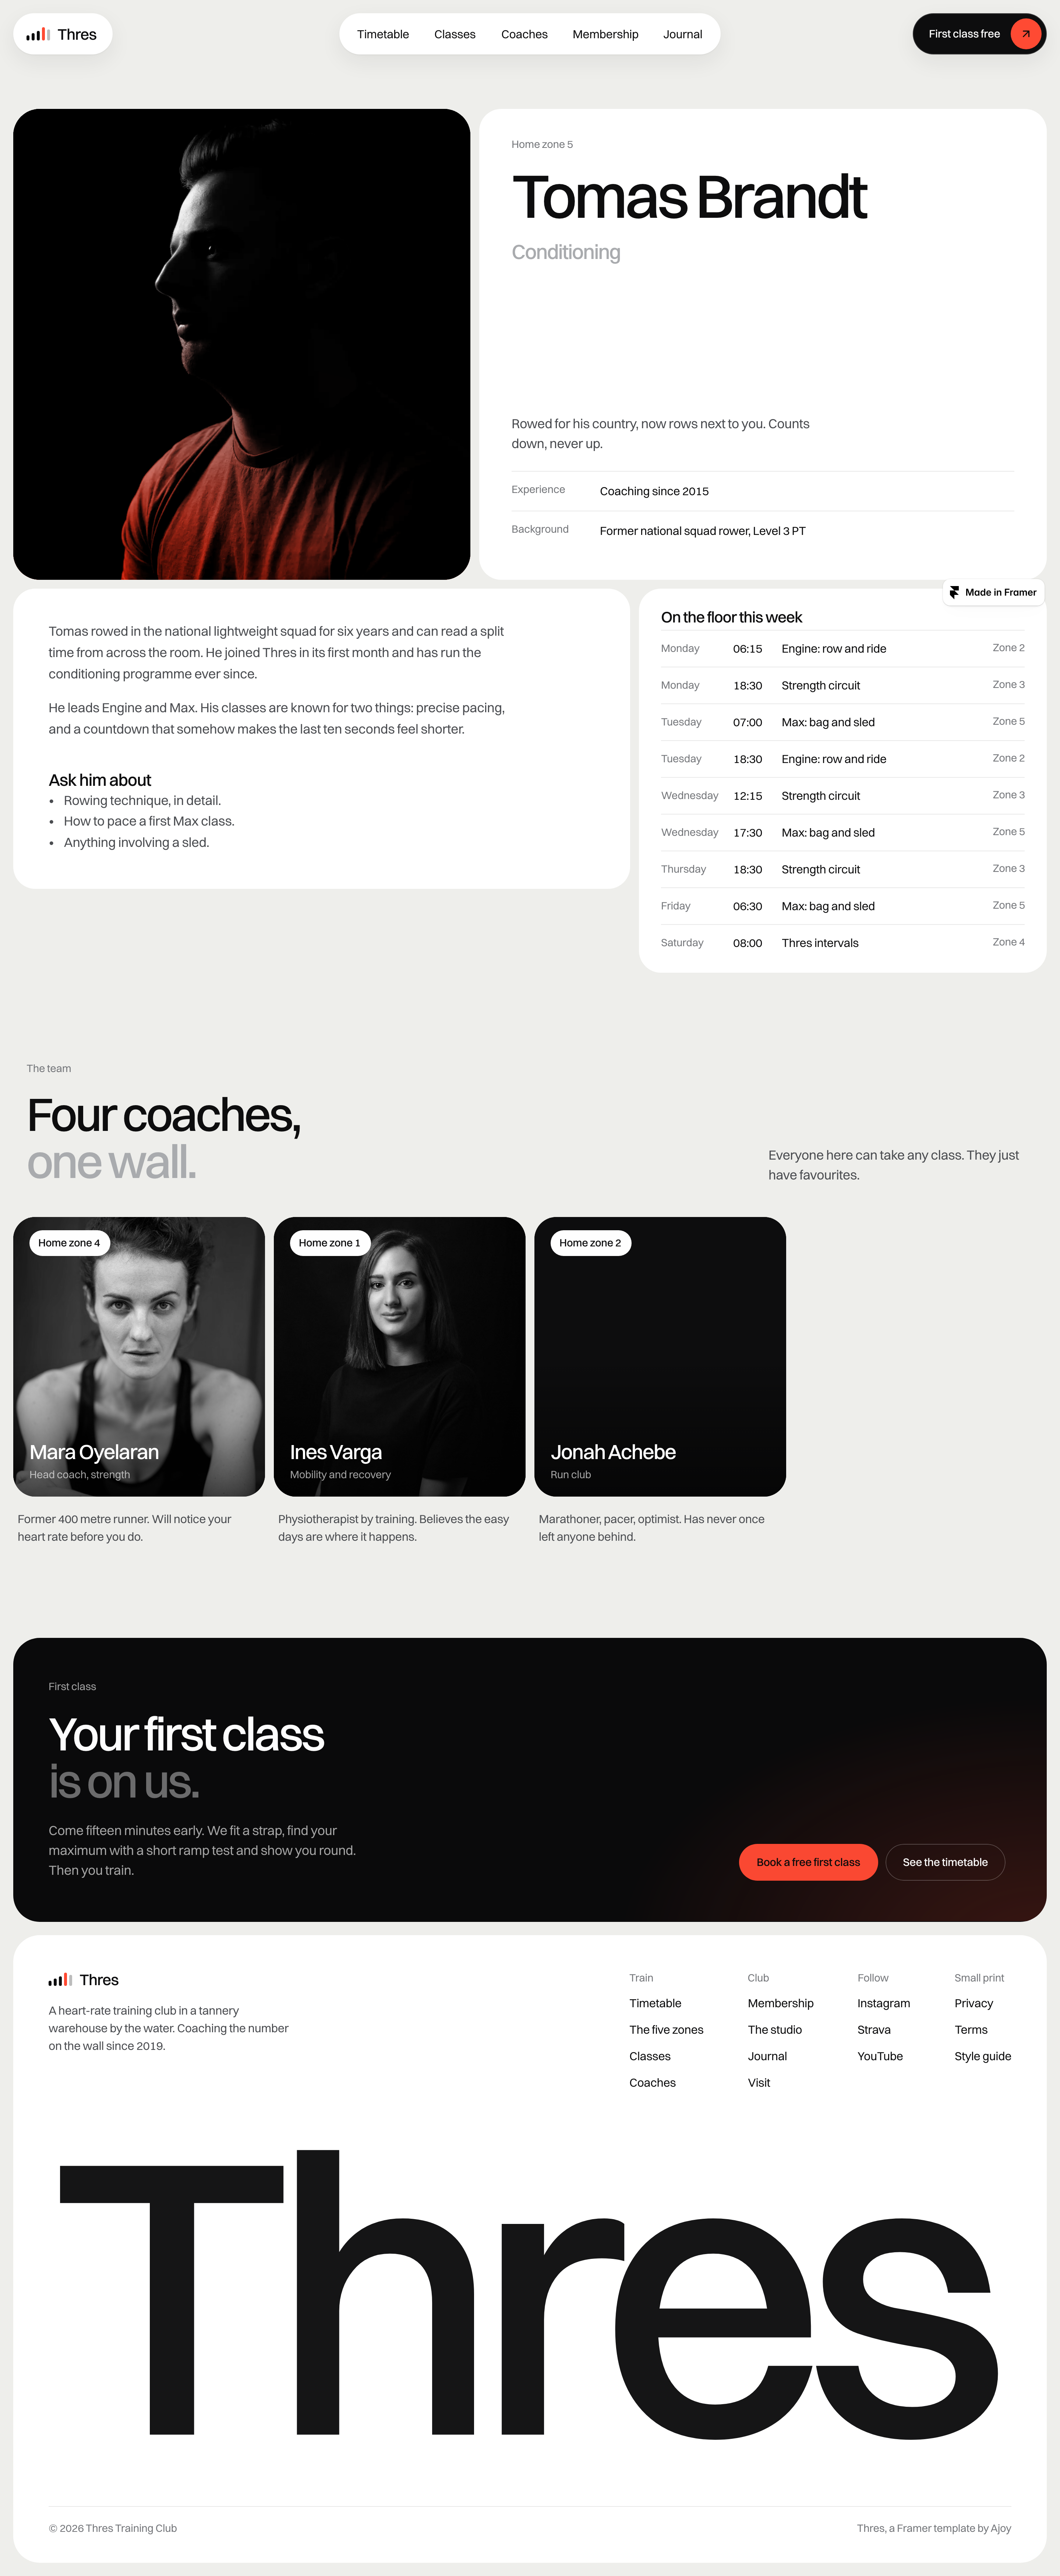 Thres
Timetable
Classes
Coaches
Membership
Journal
First class free
Home zone 5
Tomas Brandt
Conditioning
Rowed for his country, now rows next to you. Counts
down, never up.
Experience
Coaching since 2015
Background
Former national squad rower, Level 3 PT
Made in Framer
Tomas rowed in the national lightweight squad for six years and can read a split
time from across the room. He joined Thres in its first month and has run the
conditioning programme ever since.
He leads Engine and Max. His classes are known for two things: precise pacing,
and a countdown that somehow makes the last ten seconds feel shorter.
Ask him about
• Rowing technique, in detail.
• How to pace a first Max class.
• Anything involving a sled.
On the floor this week
Monday 06:15 Engine: row and ride Zone 2
Monday 18:30 Strength circuit Zone 3
Tuesday 07:00 Max: bag and sled Zone 5
Tuesday 18:30 Engine: row and ride Zone 2
Wednesday 12:15 Strength circuit Zone 3
Wednesday 17:30 Max: bag and sled Zone 5
Thursday 18:30 Strength circuit Zone 3
Friday 06:30 Max: bag and sled Zone 5
Saturday 08:00 Thres intervals Zone 4
The team
Four coaches,
one wall.
Everyone here can take any class. They just
have favourites.
Home zone 4
Mara Oyelaran
Head coach, strength
Former 400 metre runner. Will notice your
heart rate before you do.
Home zone 1
Ines Varga
Mobility and recovery
Physiotherapist by training. Believes the easy
days are where it happens.
Home zone 2
Jonah Achebe
Run club
Marathoner, pacer, optimist. Has never once
left anyone behind.
First class
Your first class
is on us.
Come fifteen minutes early. We fit a strap, find your
maximum with a short ramp test and show you round.
Then you train.
Book a free first class
See the timetable
Thres
A heart-rate training club in a tannery
warehouse by the water. Coaching the number
on the wall since 2019.
Train
Timetable
The five zones
Classes
Coaches
Club
Membership
The studio
Journal
Visit
Follow
Instagram
Strava
YouTube
Small print
Privacy
Terms
Style guide
Thres
© 2026 Thres Training Club
Thres, a Framer template by Ajoy